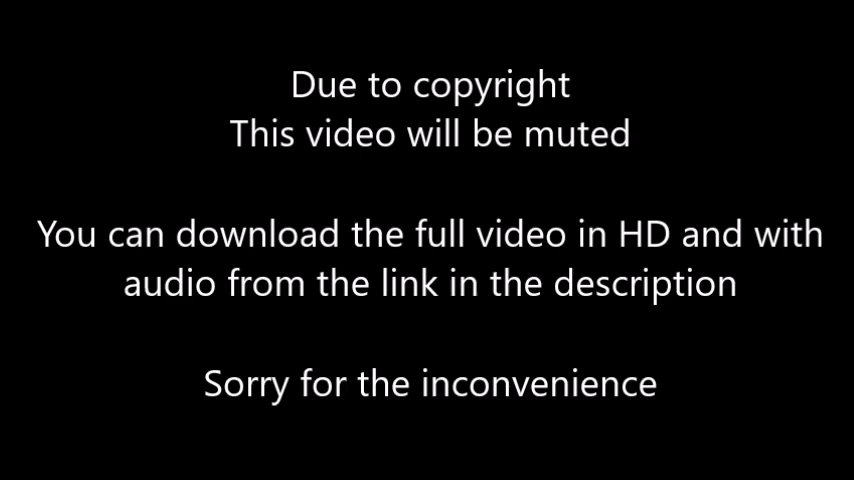 Due to copyright
This video will be muted
You can download the full video in HD and with
audio from the link in the description
Sorry for the inconvenience